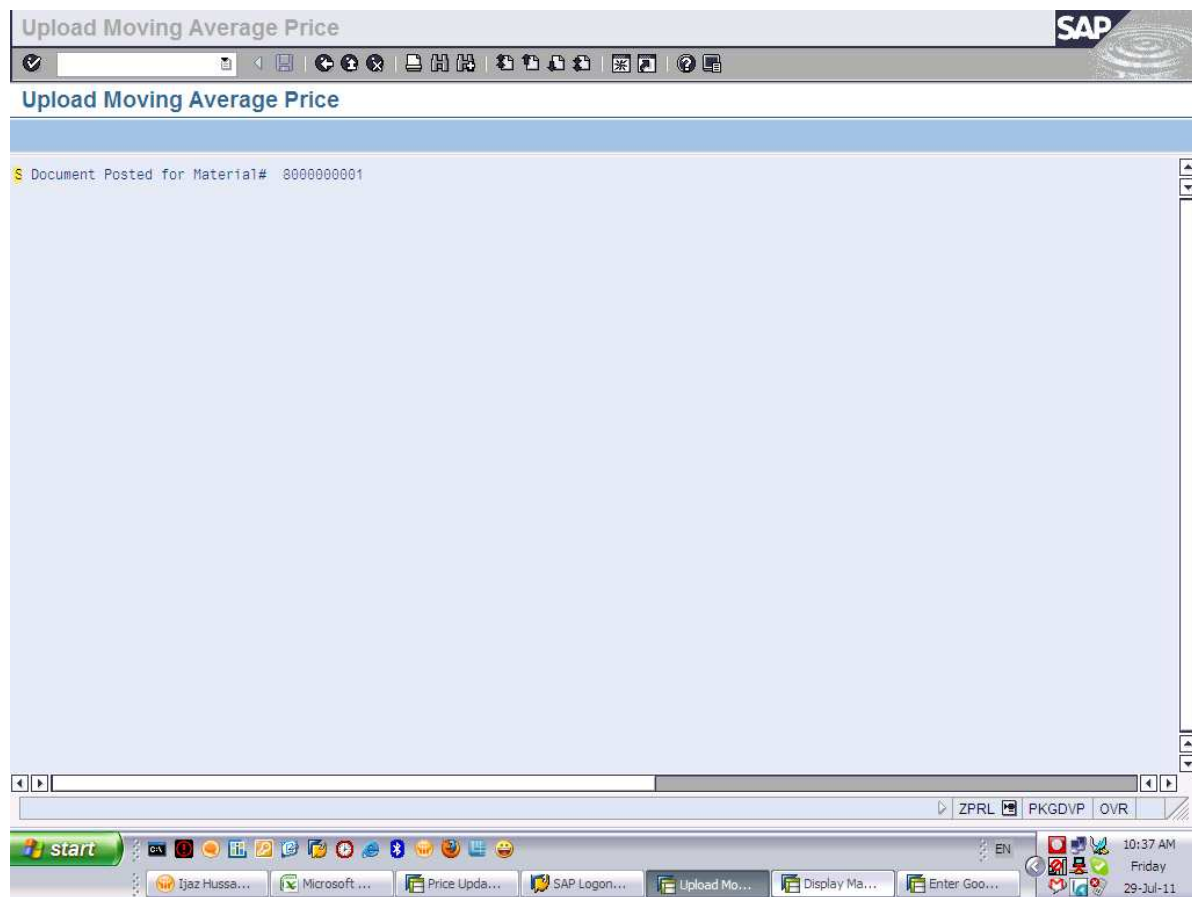 Upload Moving Average Price
SAP
Upload Moving Average Price
S Document Posted for Material# 8000000001
ZPRL PKGDVP OVR
start EN 10:37 AM
Friday
Ijaz Hussa... Microsoft ... Price Upda... SAP Logon... Upload Mo... Display Ma... Enter Goo... 29-Jul-11